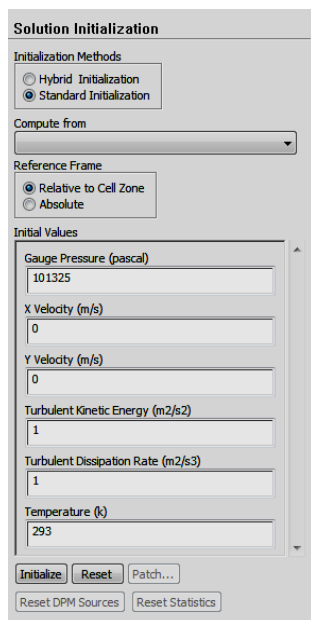 Solution Initialization
Initialization Methods
Hybrid Initialization
Standard Initialization
Compute from
Reference Frame
Relative to Cell Zone
Absolute
Initial Values
Gauge Pressure (pascal)
101325
X Velocity (m/s)
0
Y Velocity (m/s)
0
Turbulent Kinetic Energy (m2/s2)
1
Turbulent Dissipation Rate (m2/s3)
1
Temperature (k)
293
Initialize Reset Patch...
Reset DPM Sources Reset Statistics